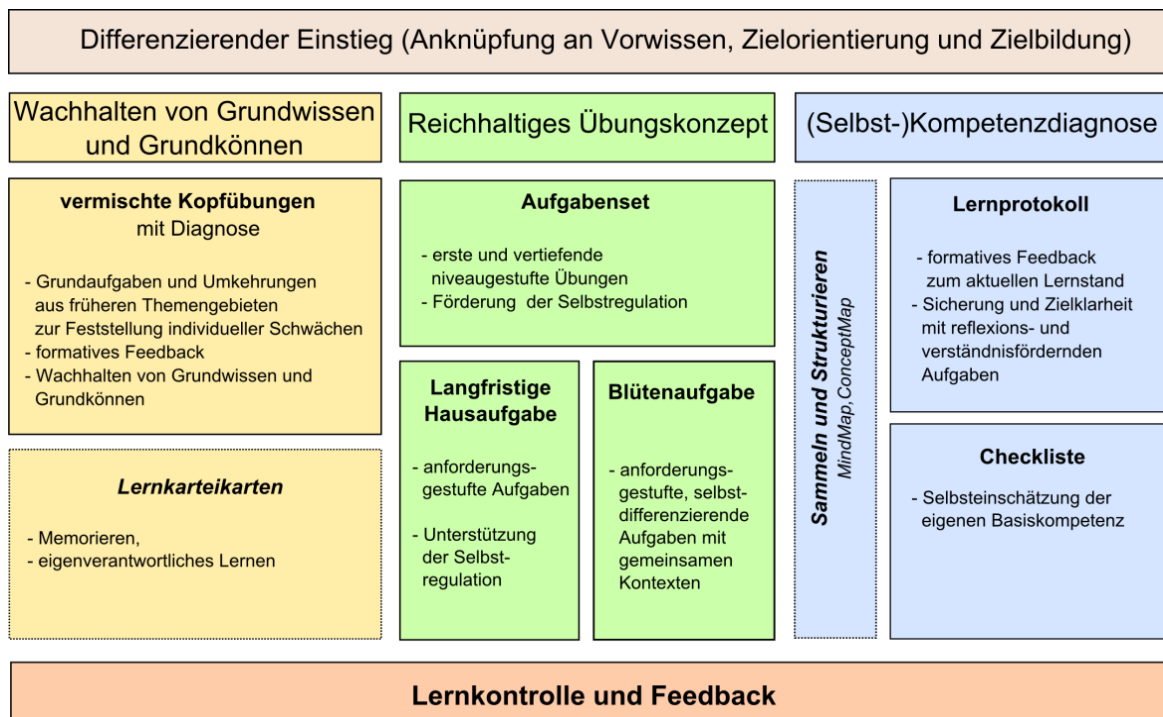 Differenzierender Einstieg (Anknüpfung an Vorwissen, Zielorientierung und Zielbildung)
Wachhalten von Grundwissen
und Grundkönnen
vermischte Kopfübungen
mit Diagnose
- Grundaufgaben und Umkehrungen
aus früheren Themengebieten
zur Feststellung individueller Schwächen
- formatives Feedback
- Wachhalten von Grundwissen und
Grundkönnen
Lernkarteikarten
- Memorieren,
- eigenverantwortliches Lernen
Reichhaltiges Übungskonzept
Aufgabenset
- erste und vertiefende
niveaugestufte Übungen
- Förderung der Selbstregulation
Langfristige
Hausaufgabe
- anforderungs-
gestufte Aufgaben
- Unterstützung
der Selbst-
regulation
Blütenaufgabe
- anforderungs-
gestufte, selbst-
differenzierende
Aufgaben mit
gemeinsamen
Kontexten
(Selbst-)Kompetenzdiagnose
Sammeln und Strukturieren
MindMap,ConceptMap
Lernprotokoll
- formatives Feedback
zum aktuellen Lernstand
- Sicherung und Zielklarheit
mit reflexions- und
verständnisfördernden
Aufgaben
Checkliste
- Selbsteinschätzung der
eigenen Basiskompetenz
Lernkontrolle und Feedback